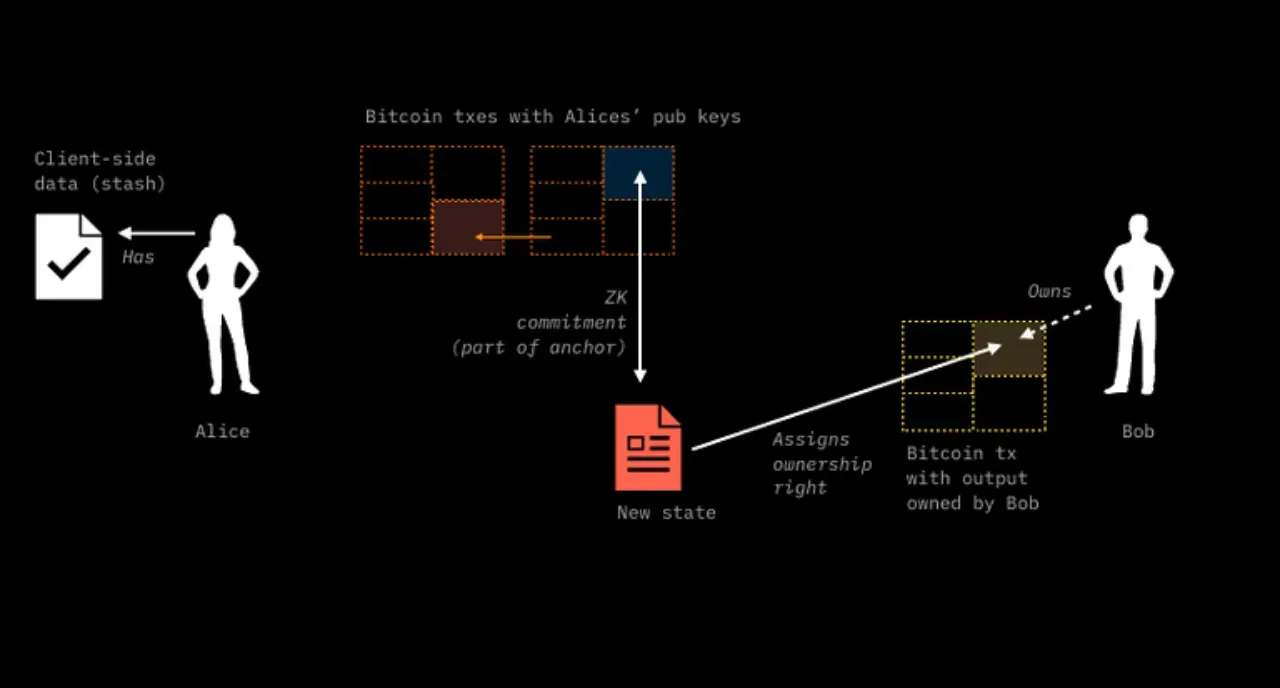 Bitcoin txes with Alices’ pub keys
Client-side
data (stash)
Has
Alice
ZK
commitment
(part of anchor)
New state
Assigns
ownership
right
Owns
Bitcoin tx
with output
owned by Bob
Bob